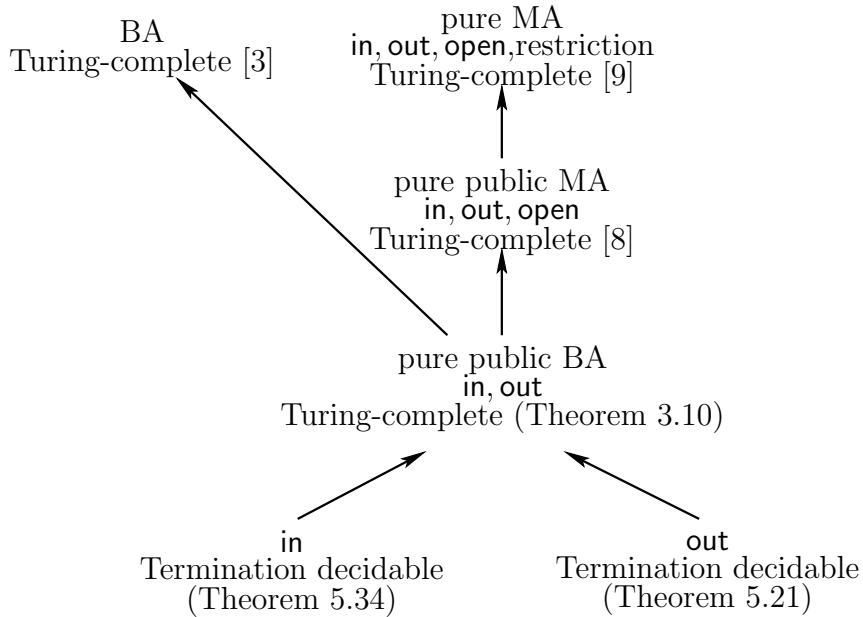 BA
Turing-complete [3]
pure MA
in, out, open,restriction
Turing-complete [9]
pure public MA
in, out, open
Turing-complete [8]
pure public BA
in, out
Turing-complete (Theorem 3.10)
in
Termination decidable
(Theorem 5.34)
out
Termination decidable
(Theorem 5.21)